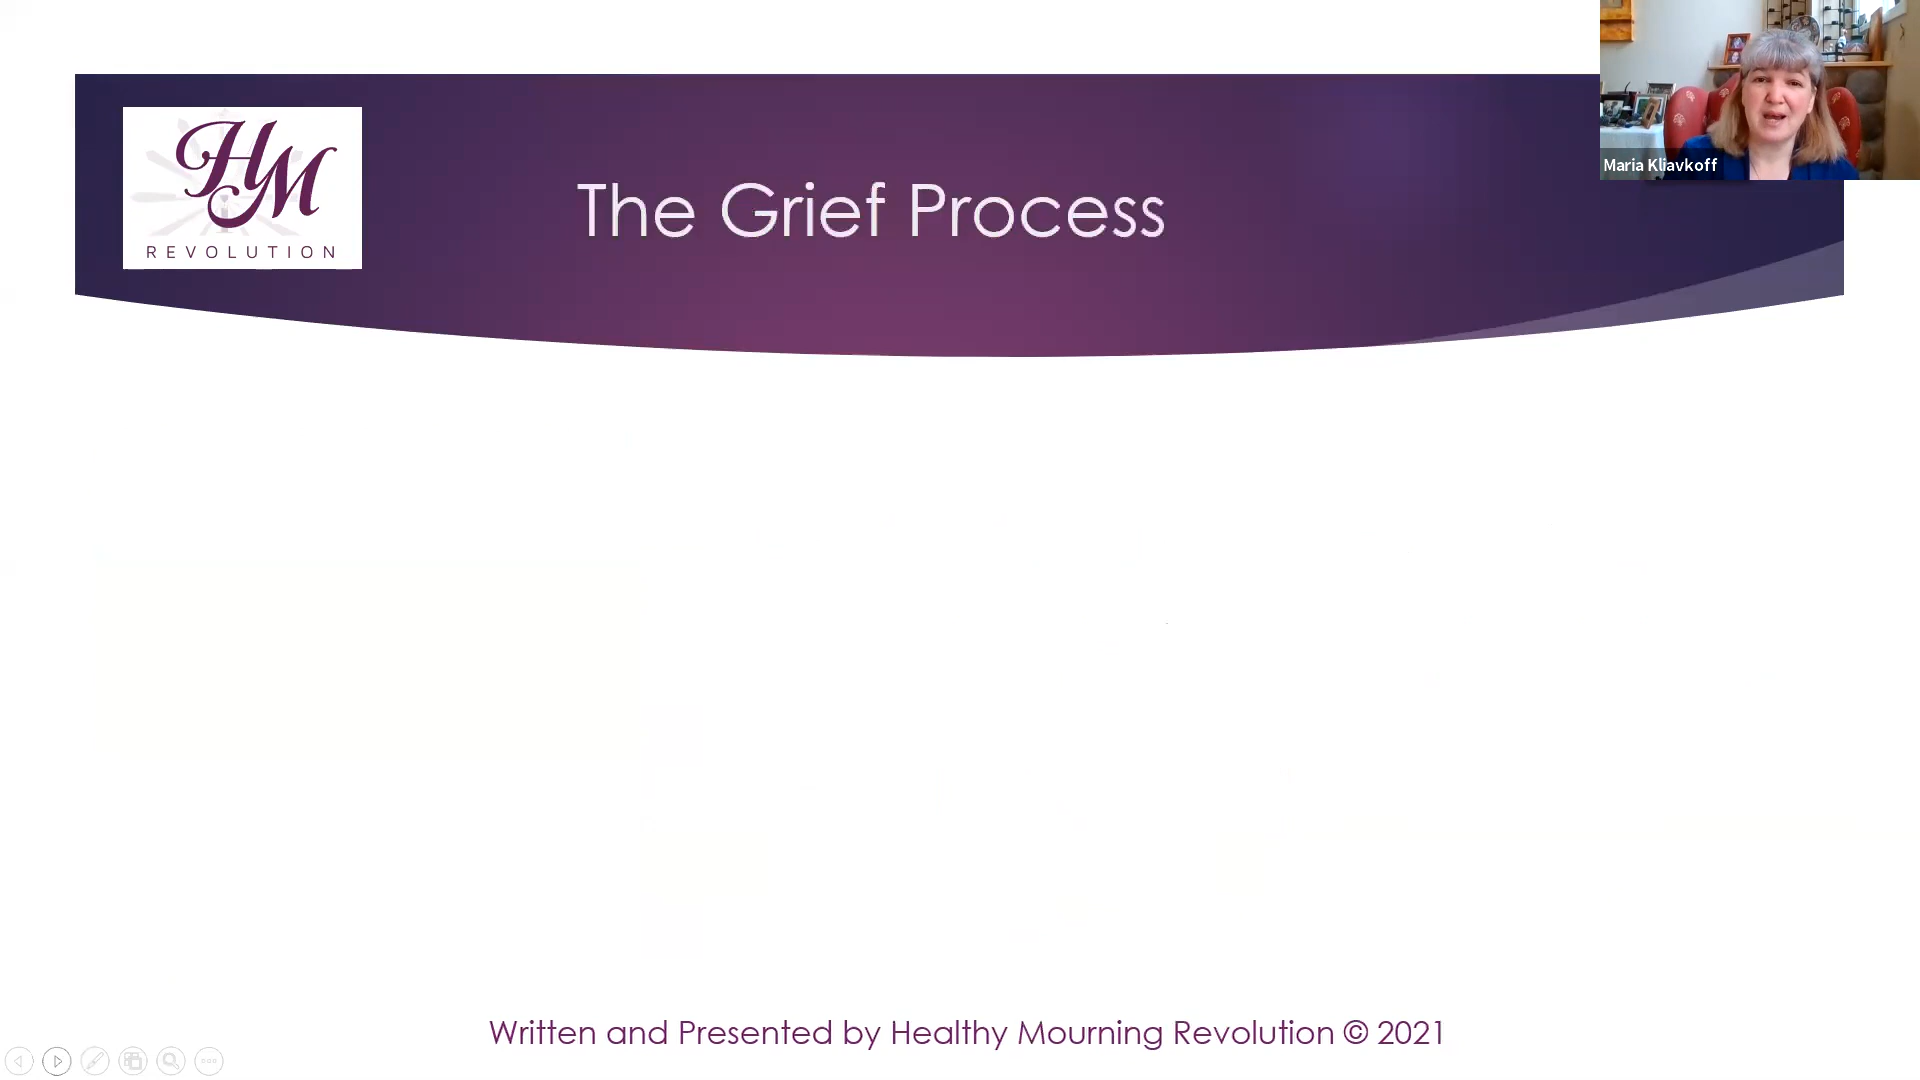 HM
REVOLUTION
The Grief Process
Maria Kliavkoff
Written and Presented by Healthy Mourning Revolution © 2021